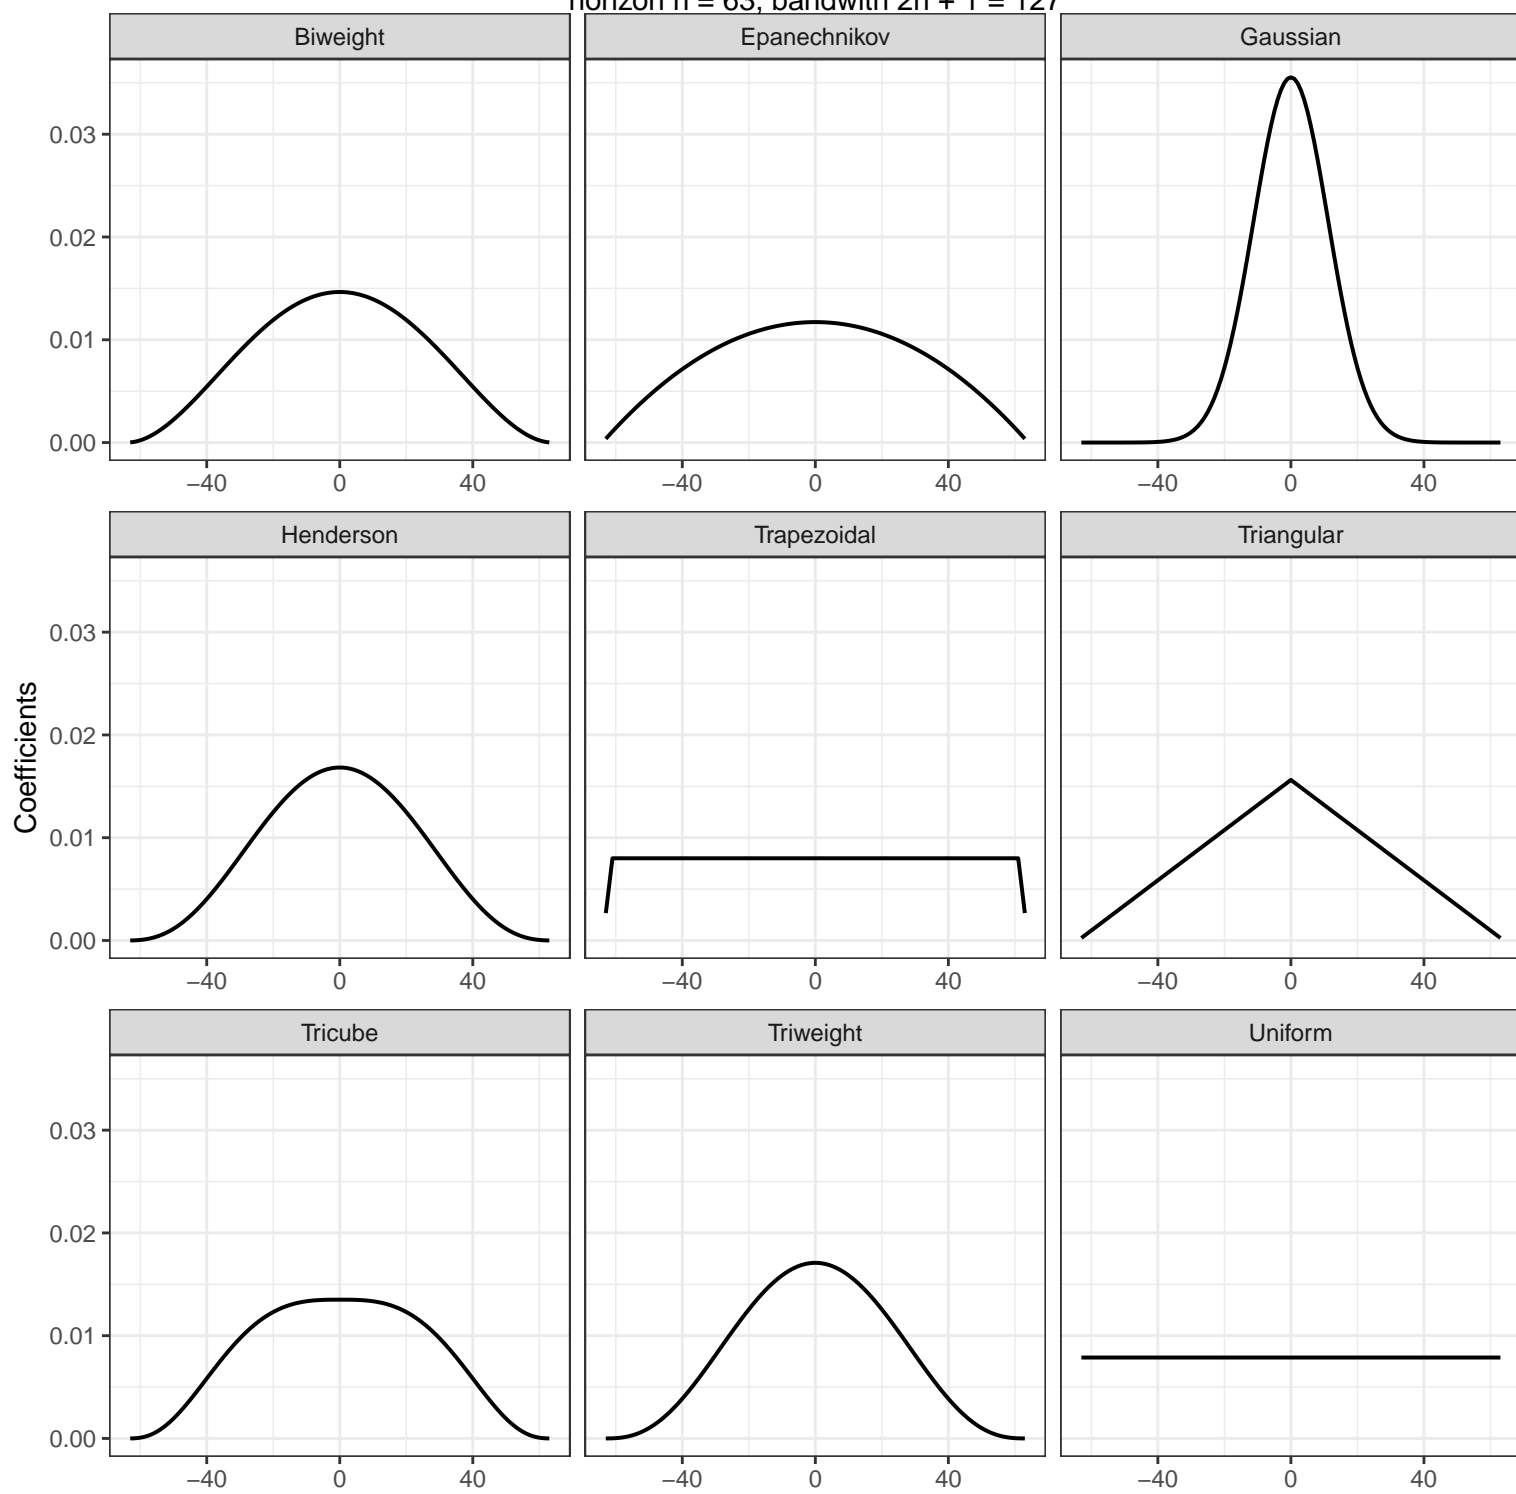 horizon h = 63, bandwith 2h + 1 = 127
Biweight Epanechnikov Gaussian
0.03
0.02
0.01
0.00
−40 0 40 −40 0 40 −40 0 40
Henderson Trapezoidal Triangular
Coefficients
0.03
0.02
0.01
0.00
−40 0 40 −40 0 40 −40 0 40
Tricube Triweight Uniform
0.03
0.02
0.01
0.00
−40 0 40 −40 0 40 −40 0 40